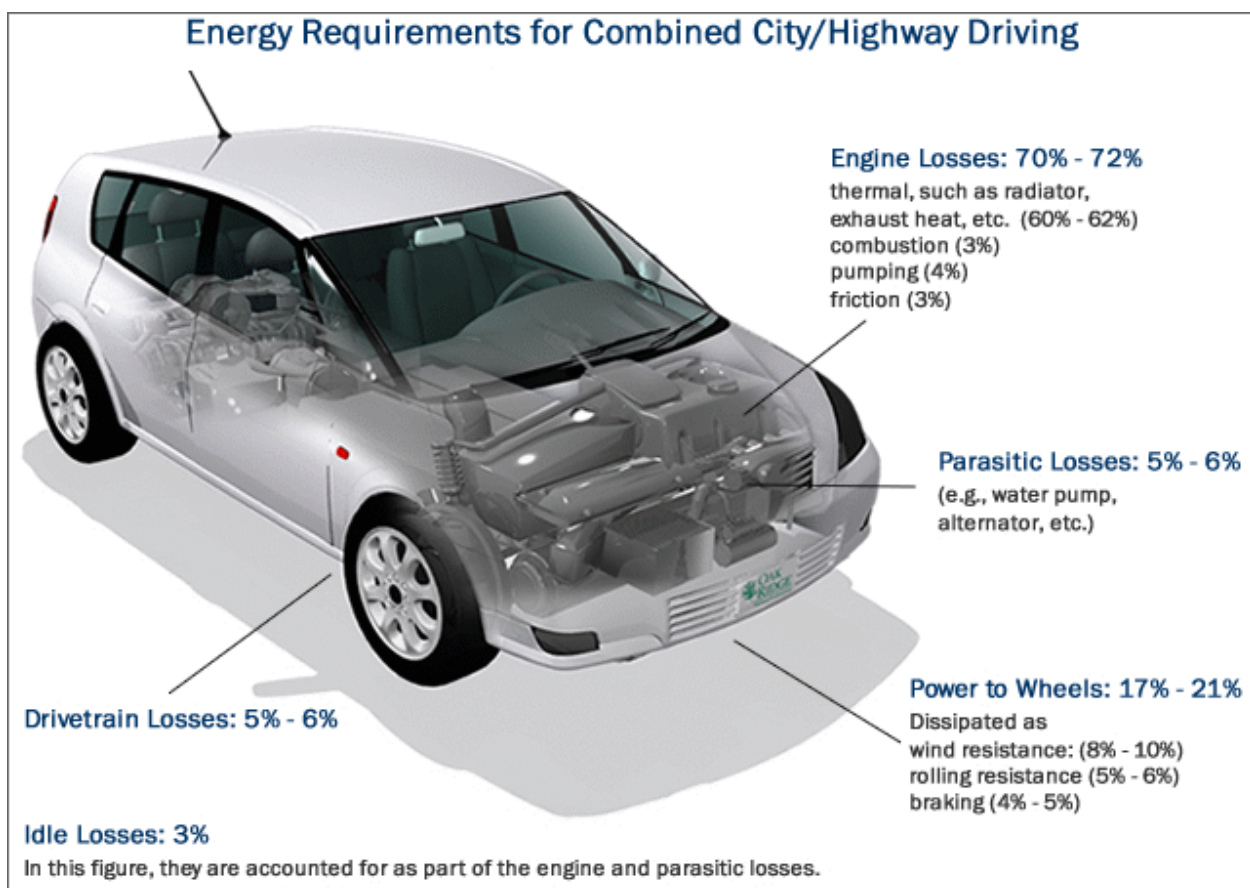 Energy Requirements for Combined City/Highway Driving
Engine Losses: 70% - 72%
thermal, such as radiator,
exhaust heat, etc. (60% - 62%)
combustion (3%)
pumping (4%)
friction (3%)
Parasitic Losses: 5% - 6%
(e.g., water pump,
alternator, etc.)
OAK
RIDGE
Power to Wheels: 17% - 21%
Dissipated as
wind resistance: (8% - 10%)
rolling resistance (5% - 6%)
braking (4% - 5%)
Drivetrain Losses: 5% - 6%
Idle Losses: 3%
In this figure, they are accounted for as part of the engine and parasitic losses.